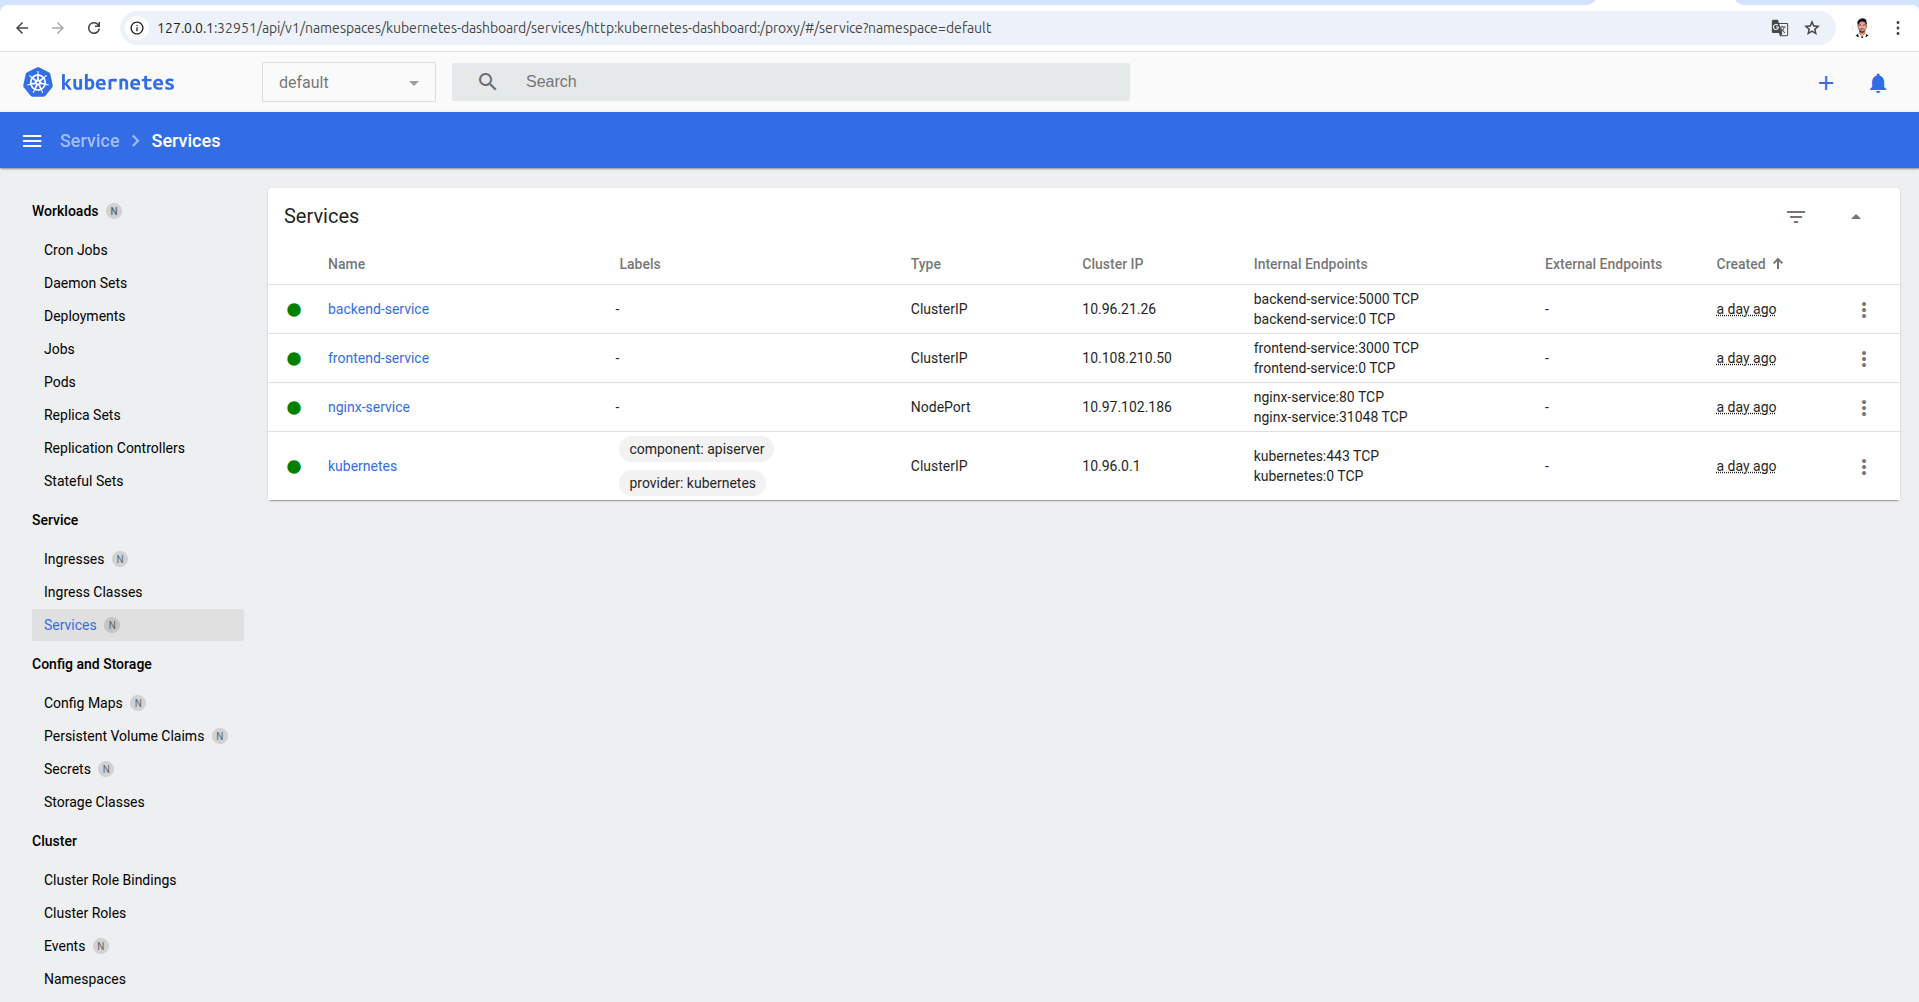 127.0.0.1:32951/api/v1/namespaces/kubernetes-dashboard/services/http:kubernetes-dashboard:/proxy/#/service?namespace=default
kubernetes
default
Search
Service > Services
Workloads N
Cron Jobs
Daemon Sets
Deployments
Jobs
Pods
Replica Sets
Replication Controllers
Stateful Sets
Service
Ingresses N
Ingress Classes
Services N
Config and Storage
Config Maps N
Persistent Volume Claims N
Secrets N
Storage Classes
Cluster
Cluster Role Bindings
Cluster Roles
Events N
Namespaces
Services
Name Labels Type Cluster IP Internal Endpoints External Endpoints Created
backend-service - ClusterIP 10.96.21.26 backend-service:5000 TCP - a day ago
backend-service:0 TCP
frontend-service - ClusterIP 10.108.210.50 frontend-service:3000 TCP - a day ago
frontend-service:0 TCP
nginx-service - NodePort 10.97.102.186 nginx-service:80 TCP - a day ago
nginx-service:31048 TCP
kubernetes component: apiserver ClusterIP 10.96.0.1 kubernetes:443 TCP - a day ago
provider: kubernetes kubernetes:0 TCP